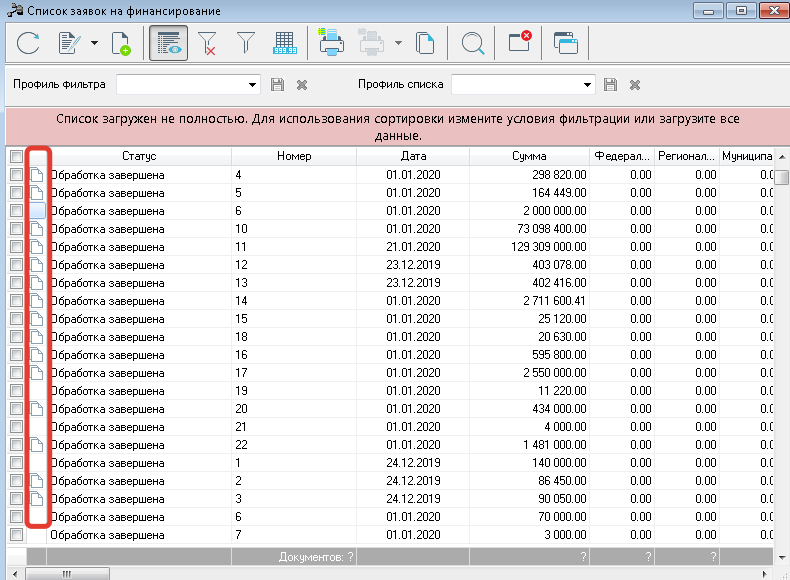 Список заявок на финансирование
999.99
Профиль фильтра Профиль списка
Список загружен не полностью. Для использования сортировки измените условия фильтрации или загрузите все
данные.
Статус Номер Дата Сумма Федерал... Регионал... Муниципа
Обработка завершена 4 01.01.2020 298 820.00 0.00 0.00 0.0
Обработка завершена 5 01.01.2020 164 449.00 0.00 0.00 0.0
Обработка завершена 6 01.01.2020 2 000 000.00 0.00 0.00 0.0
Обработка завершена 10 01.01.2020 73 098 400.00 0.00 0.00 0.0
Обработка завершена 11 21.01.2020 129 309 000.00 0.00 0.00 0.0
Обработка завершена 12 23.12.2019 403 078.00 0.00 0.00 0.0
Обработка завершена 13 23.12.2019 402 416.00 0.00 0.00 0.0
Обработка завершена 14 01.01.2020 2 711 600.41 0.00 0.00 0.0
Обработка завершена 15 01.01.2020 25 120.00 0.00 0.00 0.0
Обработка завершена 18 01.01.2020 20 630.00 0.00 0.00 0.0
Обработка завершена 16 01.01.2020 595 800.00 0.00 0.00 0.0
Обработка завершена 17 01.01.2020 2 550 000.00 0.00 0.00 0.0
Обработка завершена 19 01.01.2020 11 220.00 0.00 0.00 0.0
Обработка завершена 20 01.01.2020 434 000.00 0.00 0.00 0.0
Обработка завершена 21 01.01.2020 4 000.00 0.00 0.00 0.0
Обработка завершена 22 01.01.2020 1 481 000.00 0.00 0.00 0.0
Обработка завершена 1 24.12.2019 140 000.00 0.00 0.00 0.0
Обработка завершена 2 24.12.2019 86 450.00 0.00 0.00 0.0
Обработка завершена 3 24.12.2019 90 050.00 0.00 0.00 0.0
Обработка завершена 6 01.01.2020 70 000.00 0.00 0.00 0.0
Обработка завершена 7 01.01.2020 3 000.00 0.00 0.00 0.0
Документов: ? ? ? ?